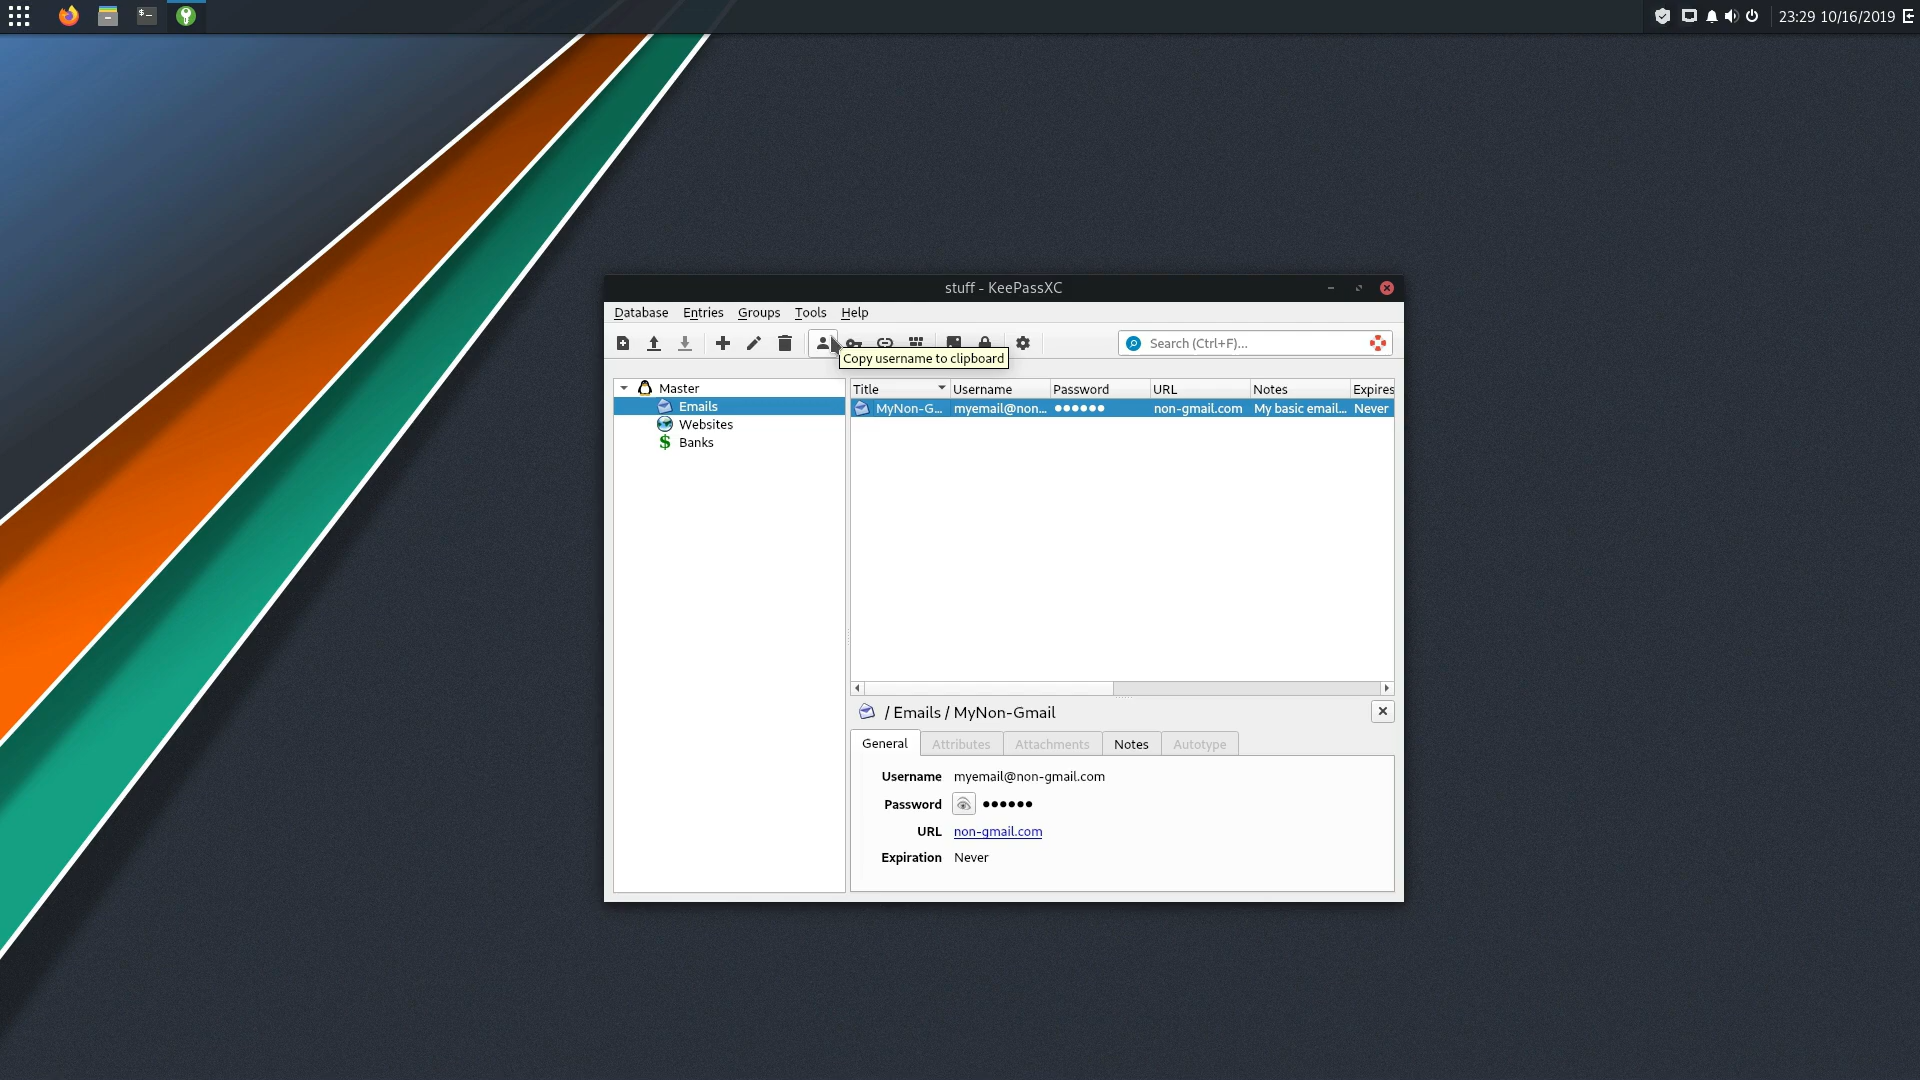 23:29 10/16/2019
stuff - KeePassXC
Database Entries Groups Tools Help
Search (Ctrl+F)...
Copy username to clipboard
Master
Emails
Websites
$ Banks
Title Username Password URL Notes Expires
MyNon-G... myemail@non... ●●●●●● non-gmail.com My basic email... Never
/ Emails / MyNon-Gmail
General Attributes Attachments Notes Autotype
Username myemail@non-gmail.com
Password ●●●●●●
URL non-gmail.com
Expiration Never